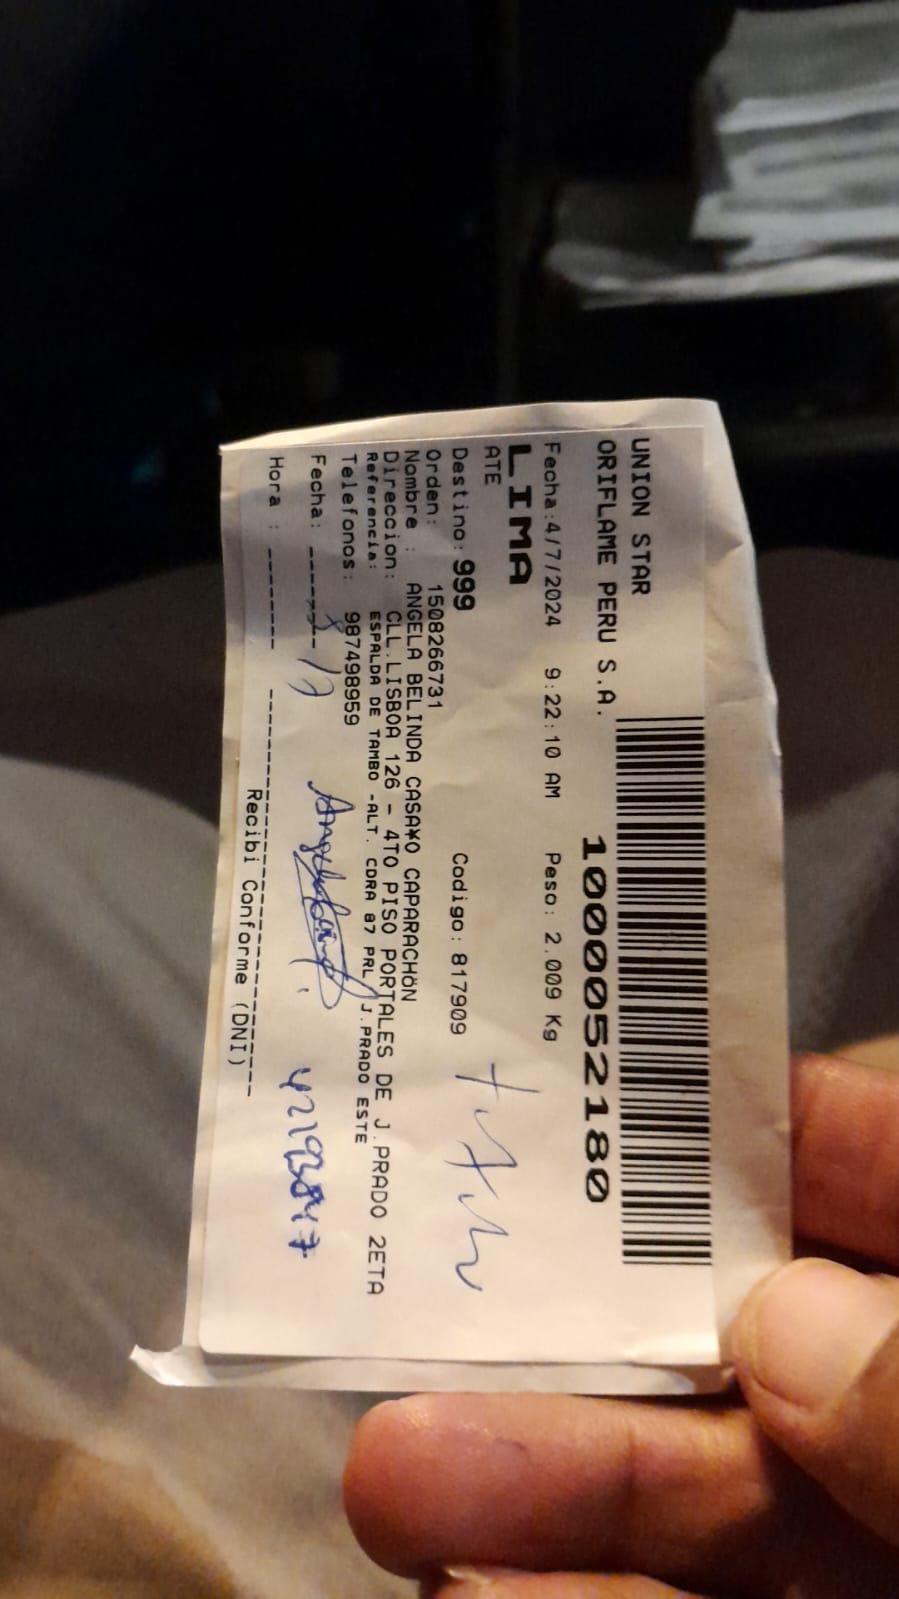 UNION STAR
ORIFLAME PERU S.A.
1000052180
Fecha:4/7/2024 9:22:10 AM Peso: 2.009 Kg
LIMA
ATE
Destino: 999 Codigo: 817909
Orden: 1508266731
Nombre : ANGELA BELINDA CASA¥O CAPARACHÖN
Direccion: CLL.LISBOA 126 - 4TO PISO PORTALES DE J.PRADO 2ETA
Referencia: ESPALDA DE TAMBO -ALT. CDRA 87 PRL J.PRADO ESTE
Telefonos: 987498959
Fecha:
Hora :
Recibi Conforme (DNI)